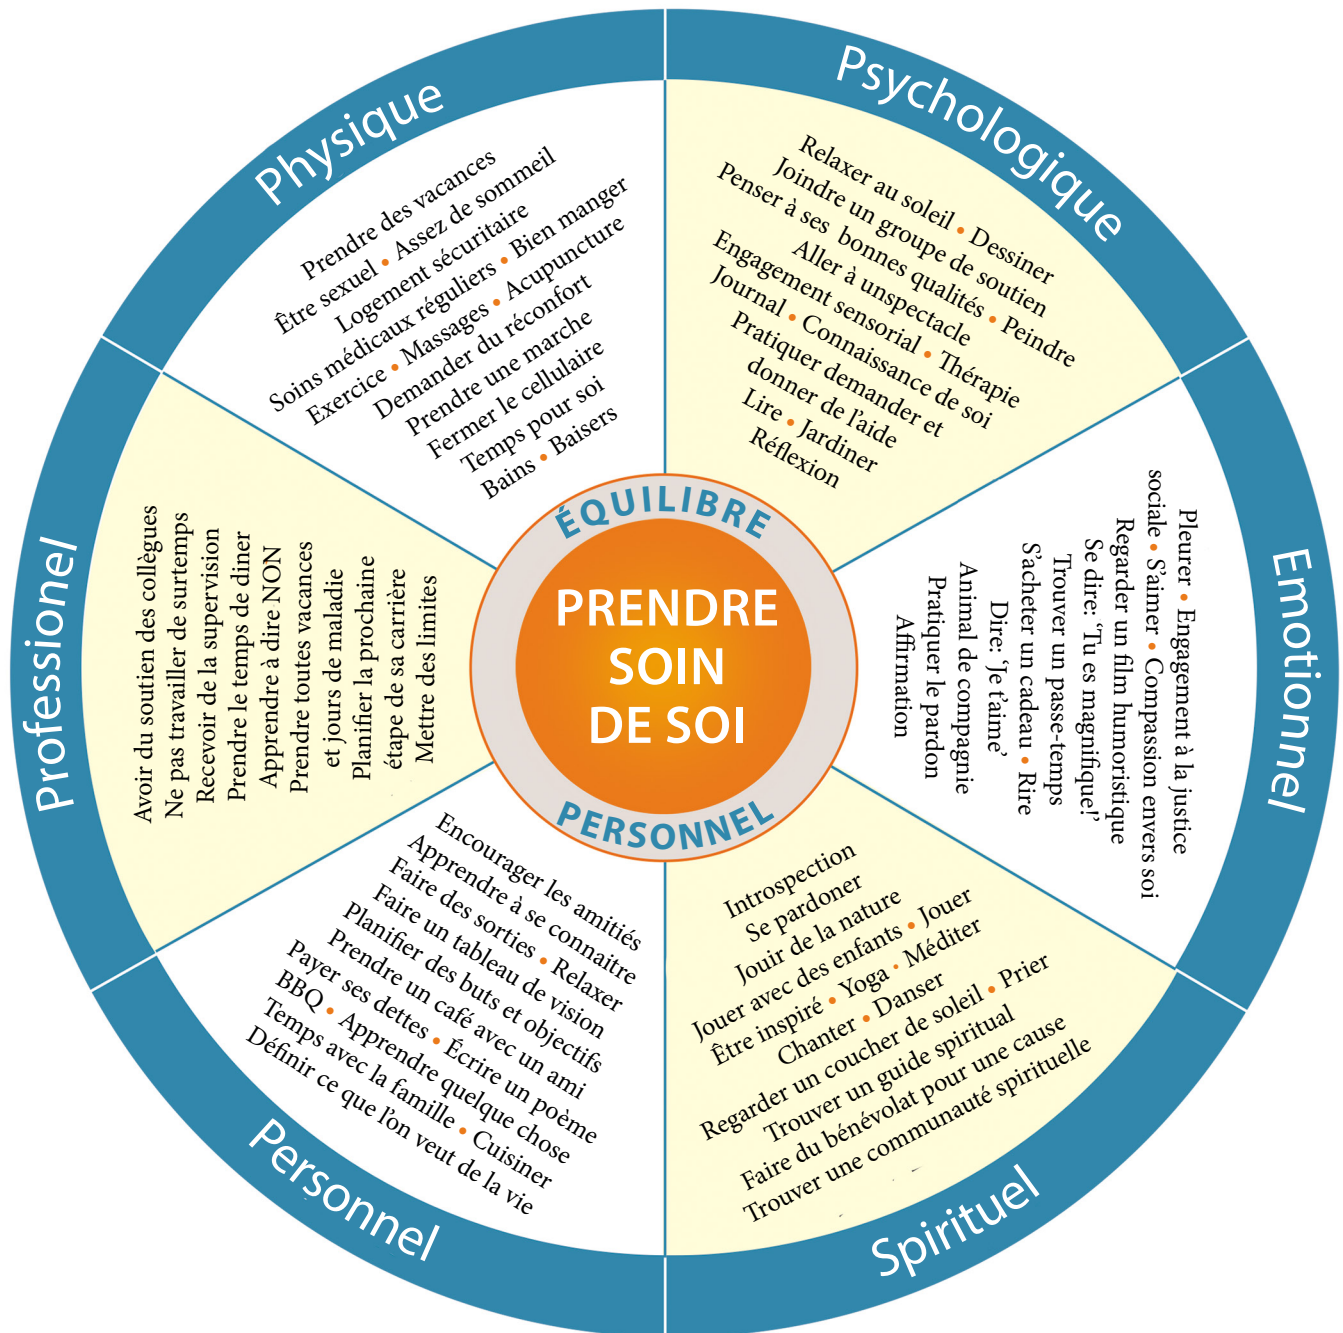 Physique
Prendre des vacances
Être sexuel • Assez de sommeil
Logement sécuritaire
Soins médicaux réguliers • Bien manger
Exercice • Massages • Acupuncture
Demander du réconfort
Prendre une marche
Fermer le cellulaire
Temps pour soi
Bains • Baisers
Psychologique
Relaxer au soleil • Dessiner
Joindre un groupe de soutien
Penser à ses bonnes qualités • Peindre
Aller à unspectacle
Engagement sensorial • Thérapie
Journal • Connaissance de soi
Pratiquer demander et
donner de l'aide
Lire • Jardiner
Réflexion
Emotionnel
Pleurer • Engagement à la justice
sociale • S'aimer • Compassion envers soi
Regarder un film humoristique
Se dire: 'Tu es magnifique!'
Trouver un passe-temps
S'acheter un cadeau • Rire
Dire: 'Je t'aime'
Animal de compagnie
Pratiquer le pardon
Affirmation
Spirituel
Introspection
Se pardoner
Jouir de la nature
Jouer avec des enfants • Jouer
Être inspiré • Yoga • Méditer
Chanter • Danser
Regarder un coucher de soleil • Prier
Trouver un guide spiritual
Faire du bénévolat pour une cause
Trouver une communauté spirituelle
Personnel
Encourager les amitiés
Apprendre à se connaitre
Faire des sorties • Relaxer
Faire un tableau de vision
Planifier des buts et objectifs
Prendre un café avec un ami
Payer ses dettes • Écrire un poème
BBQ • Apprendre quelque chose
Temps avec la famille • Cuisiner
Définir ce que l'on veut de la vie
Professionel
Avoir du soutien des collègues
Ne pas travailler de surtemps
Recevoir de la supervision
Prendre le temps de diner
Apprendre à dire NON
Prendre toutes vacances
et jours de maladie
Planifier la prochaine
étape de sa carrière
Mettre des limites
ÉQUILIBRE
PRENDRE
SOIN
DE SOI
PERSONNEL